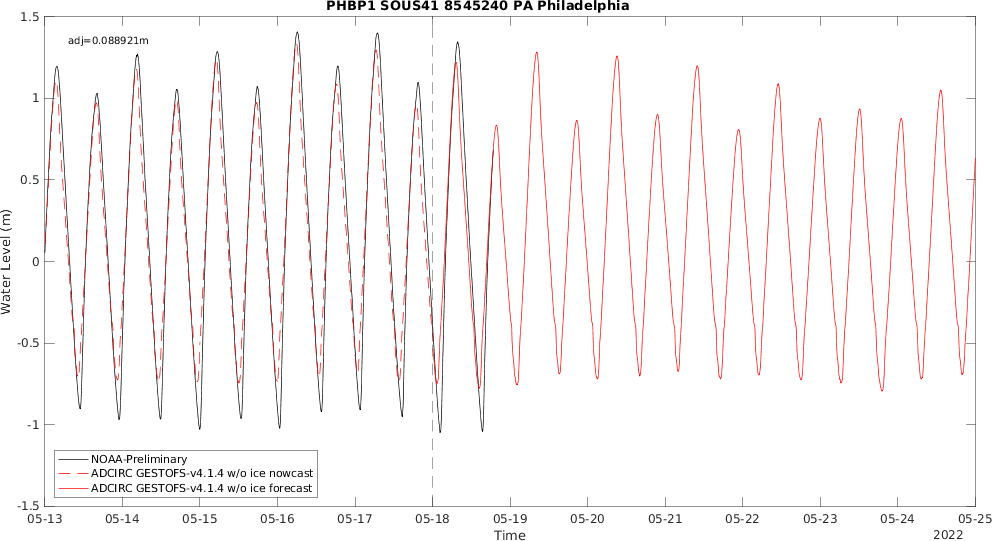 PHBP1 SOUS41 8545240 PA Philadelphia
adj=0.088921m
1.5
1
0.5
0
-0.5
-1
-1.5
Water Level (m)
NOAA-Preliminary
ADCIRC GESTOFS-v4.1.4 w/o ice nowcast
ADCIRC GESTOFS-v4.1.4 w/o ice forecast
05-13 05-14 05-15 05-16 05-17 05-18 05-19 05-20 05-21 05-22 05-23 05-24 05-25
Time
2022